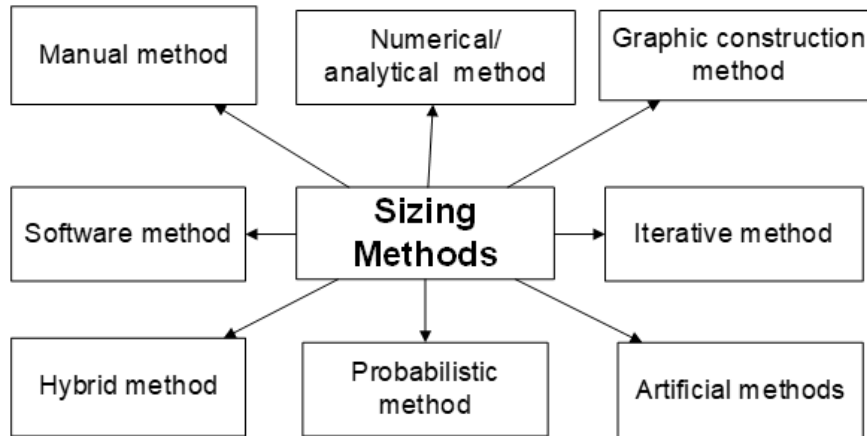 Manual method
Numerical/
analytical method
Graphic construction
method
Software method
Sizing
Methods
Iterative method
Hybrid method
Probabilistic
method
Artificial methods